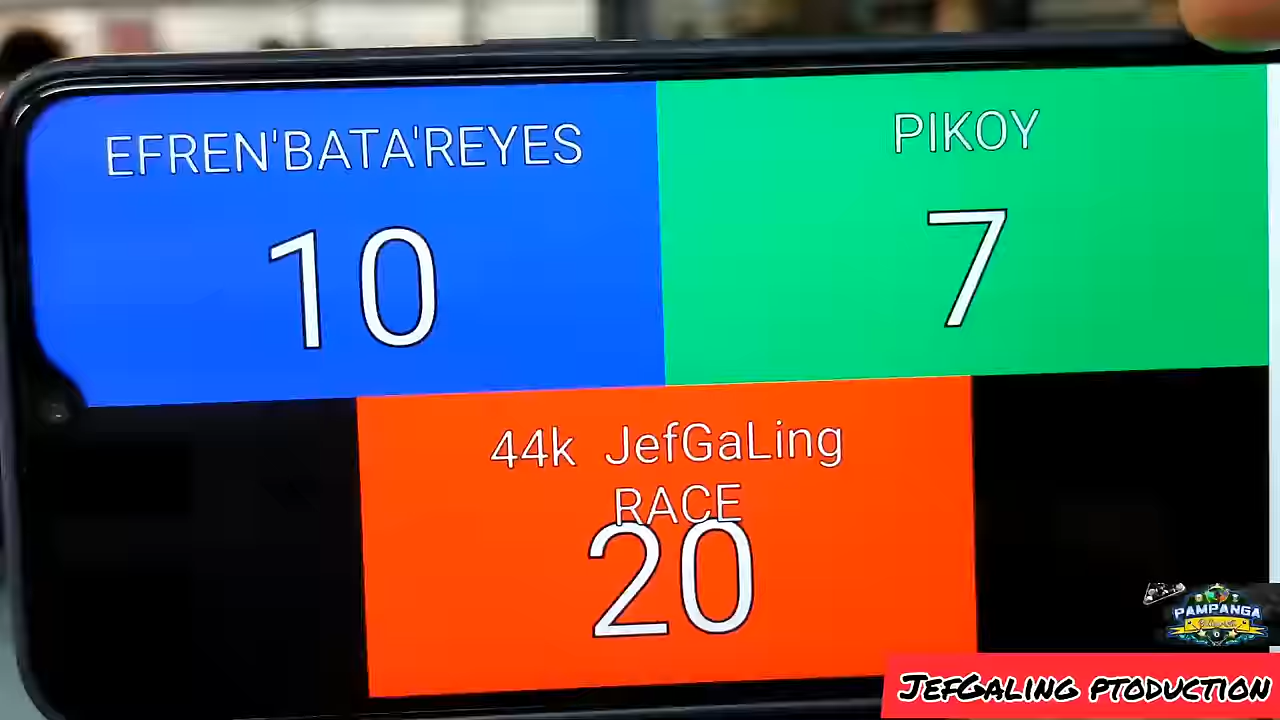 EFREN'BATA'REYES
10
PIKOY
7
44k JefGaLing
RACE
20
PAMPANGA
JEFGALING PTODUCTION